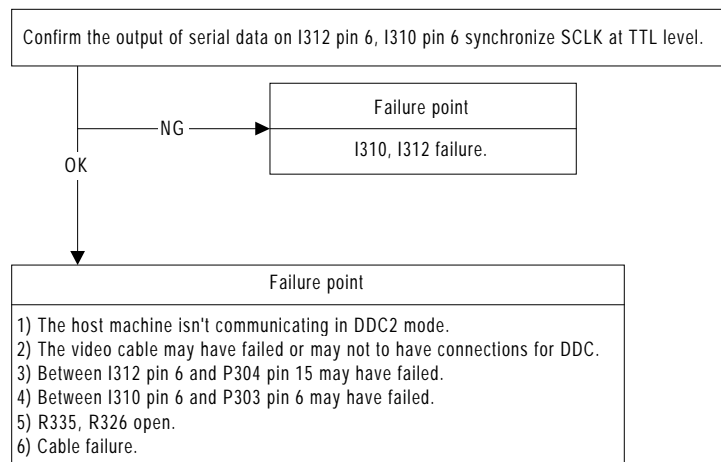 Confirm the output of serial data on I312 pin 6, I310 pin 6 synchronize SCLK at TTL level.
Failure point
NG
I310, I312 failure.
OK
Failure point
1) The host machine isn't communicating in DDC2 mode.
2) The video cable may have failed or may not to have connections for DDC.
3) Between I312 pin 6 and P304 pin 15 may have failed.
4) Between I310 pin 6 and P303 pin 6 may have failed.
5) R335, R326 open.
6) Cable failure.